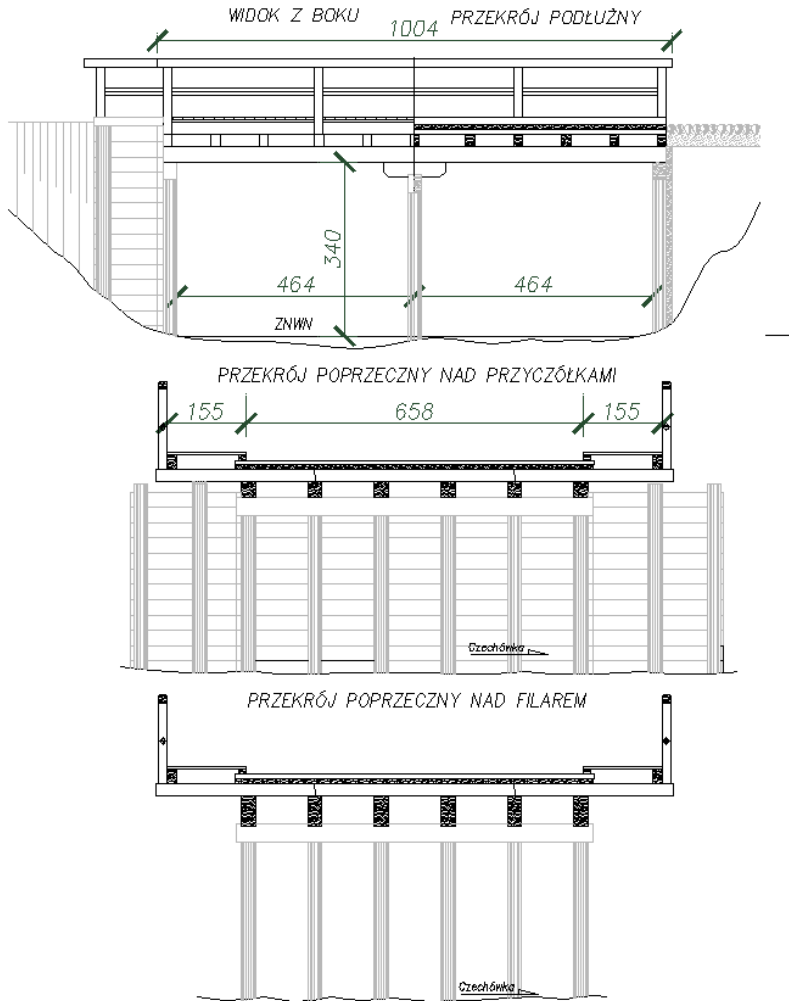 WIDOK Z BOKU
PRZEKRÓJ PODŁUŻNY
1004
340
464
464
ZNWN
PRZEKRÓJ POPRZECZNY NAD PRZYCZÓŁKAMI
155
658
155
Czechówka
PRZEKRÓJ POPRZECZNY NAD FILAREM
Czechówka